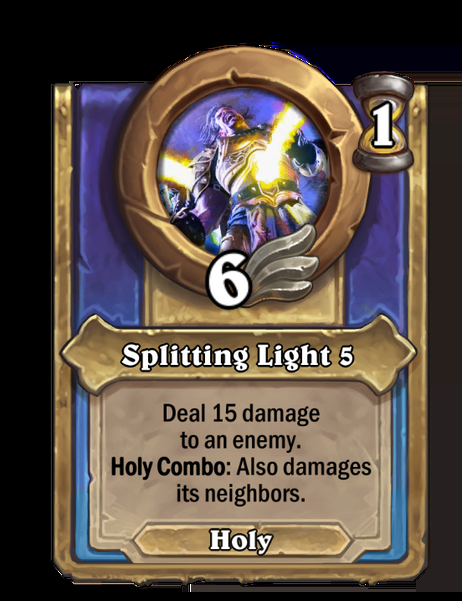 1
6
Splitting Light 5
Deal 15 damage
to an enemy.
Holy Combo: Also damages
its neighbors.
Holy